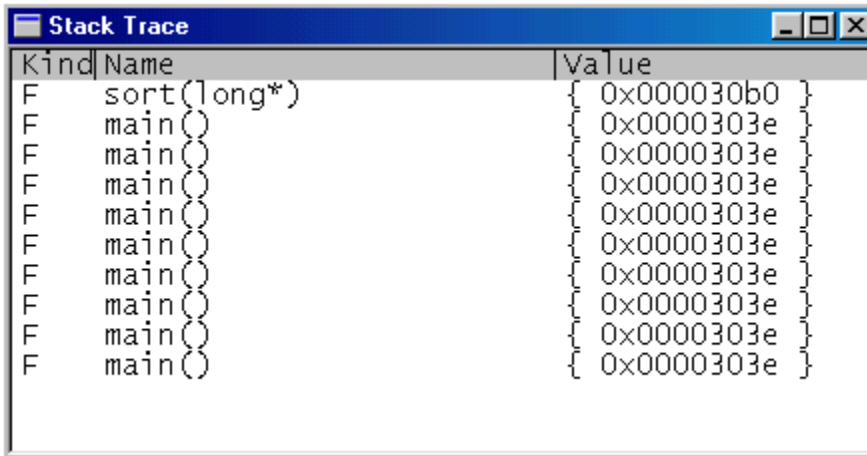 Stack Trace
Kind Name Value
F sort(long*) { 0x000030b0 }
F main() { 0x0000303e }
F main() { 0x0000303e }
F main() { 0x0000303e }
F main() { 0x0000303e }
F main() { 0x0000303e }
F main() { 0x0000303e }
F main() { 0x0000303e }
F main() { 0x0000303e }
F main() { 0x0000303e }